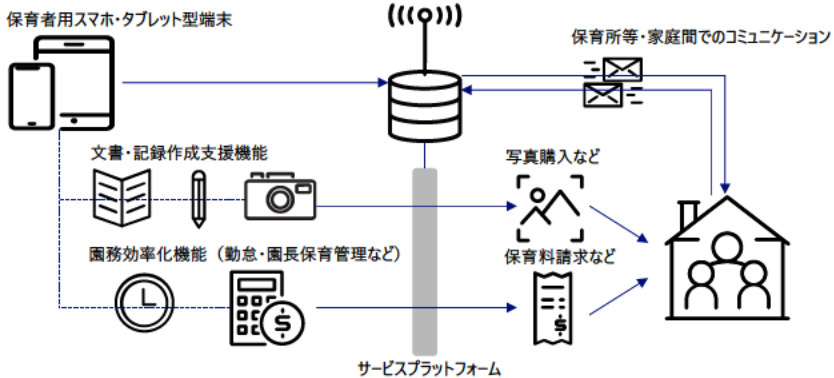 保育者用スマホ・タブレット型端末
保育所等・家庭間でのコミュニケーション
文書・記録作成支援機能
写真購入など
園務効率化機能（勤怠・園長保育管理など）
保育料請求など
サービスプラットフォーム